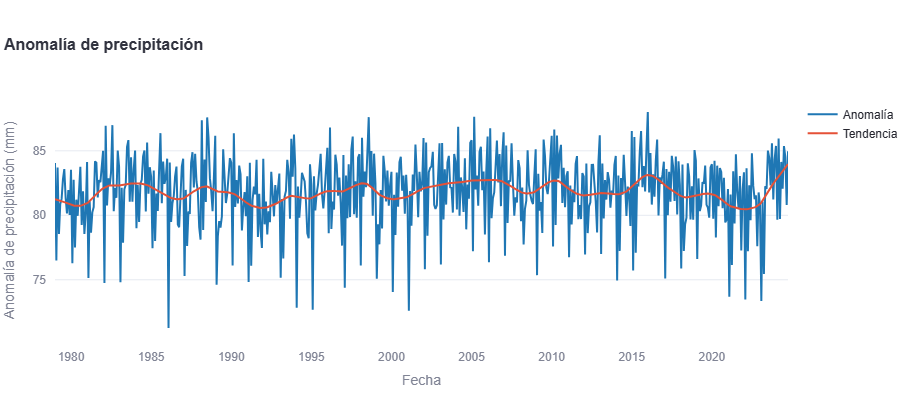 Anomalía de precipitación
Anomalía de precipitación (mm)
85
80
75
1980 1985 1990 1995 2000 2005 2010 2015 2020
Fecha
Anomalía
Tendencia